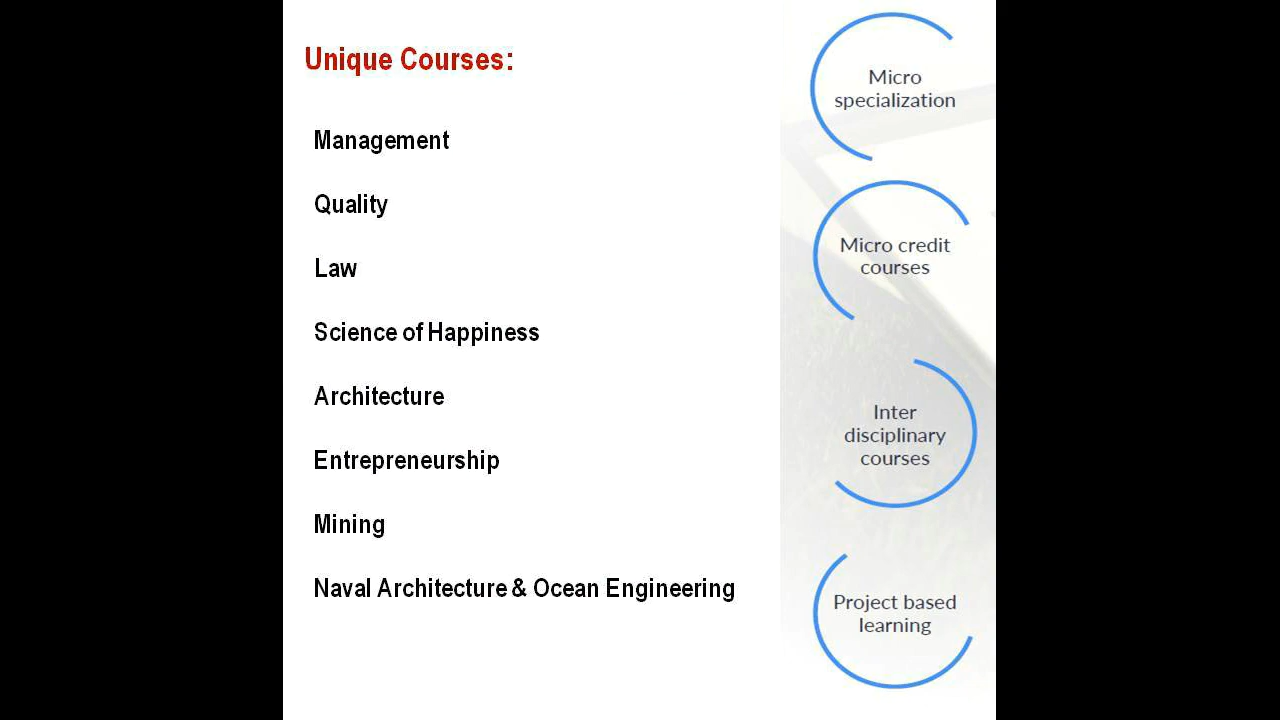 Unique Courses:
Management
Quality
Law
Science of Happiness
Architecture
Entrepreneurship
Mining
Naval Architecture & Ocean Engineering
Micro
specialization
Micro credit
courses
Inter
disciplinary
courses
Project based
learning